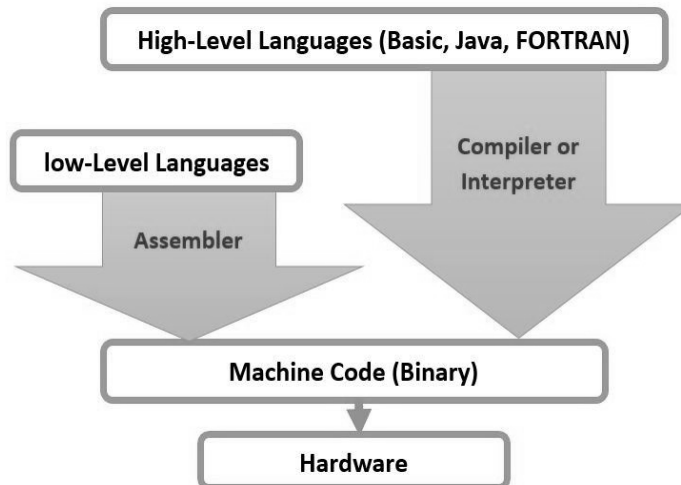 High-Level Languages (Basic, Java, FORTRAN)
low-Level Languages
Compiler or
Interpreter
Assembler
Machine Code (Binary)
Hardware